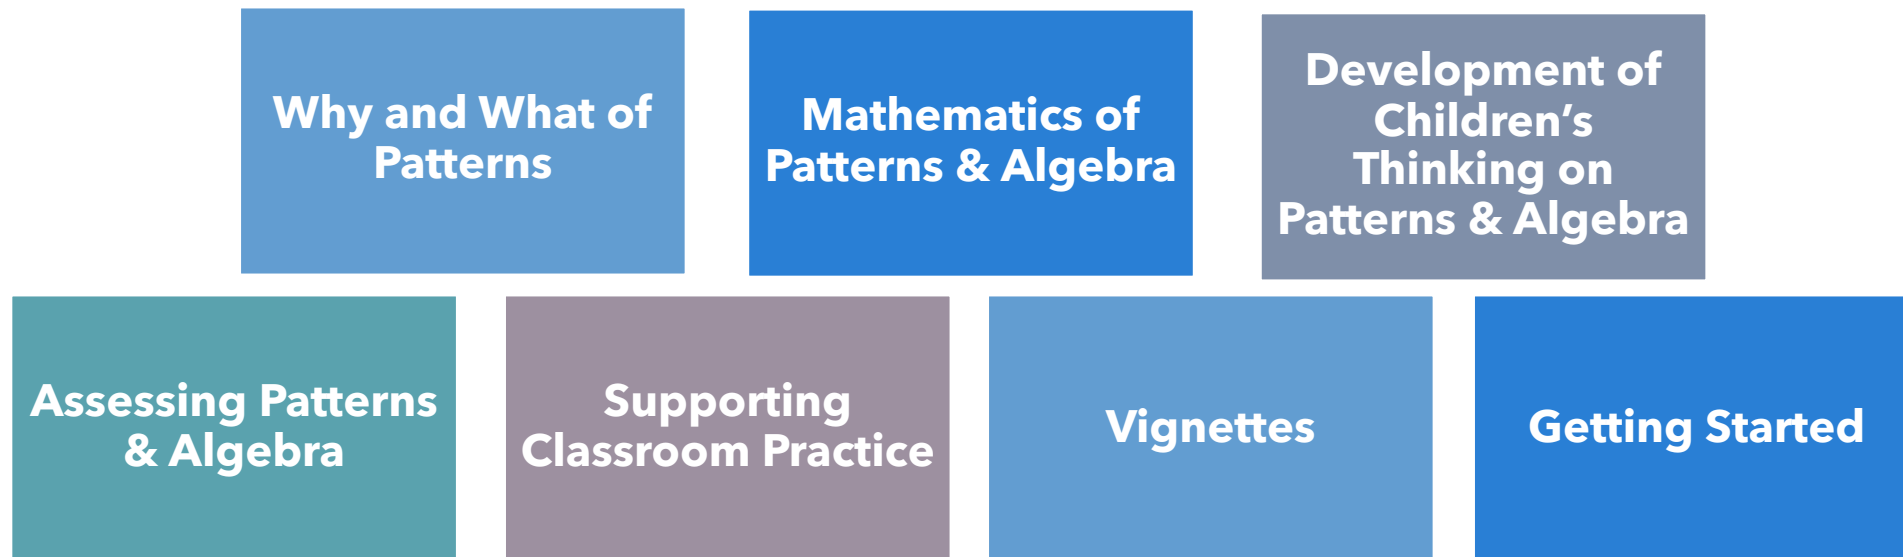 Why and What of
Patterns
Mathematics of
Patterns & Algebra
Development of
Children’s
Thinking on
Patterns & Algebra
Assessing Patterns
& Algebra
Supporting
Classroom Practice
Vignettes
Getting Started